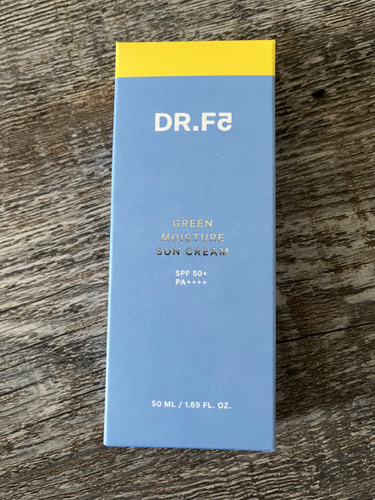 DR.F5
GREEN
MOISTURE
SUN CREAM
SPF 50+
PA++++
50 ML / 1.69 FL. OZ.